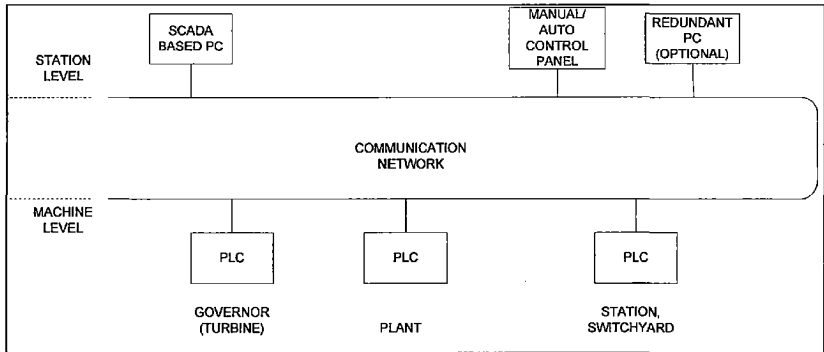 SCADA
BASED PC
MANUAL/
AUTO
CONTROL
PANEL
REDUNDANT
PC
(OPTIONAL)
STATION
LEVEL
COMMUNICATION
NETWORK
MACHINE
LEVEL
PLC
PLC
PLC
GOVERNOR
(TURBINE)
PLANT
STATION,
SWITCHYARD